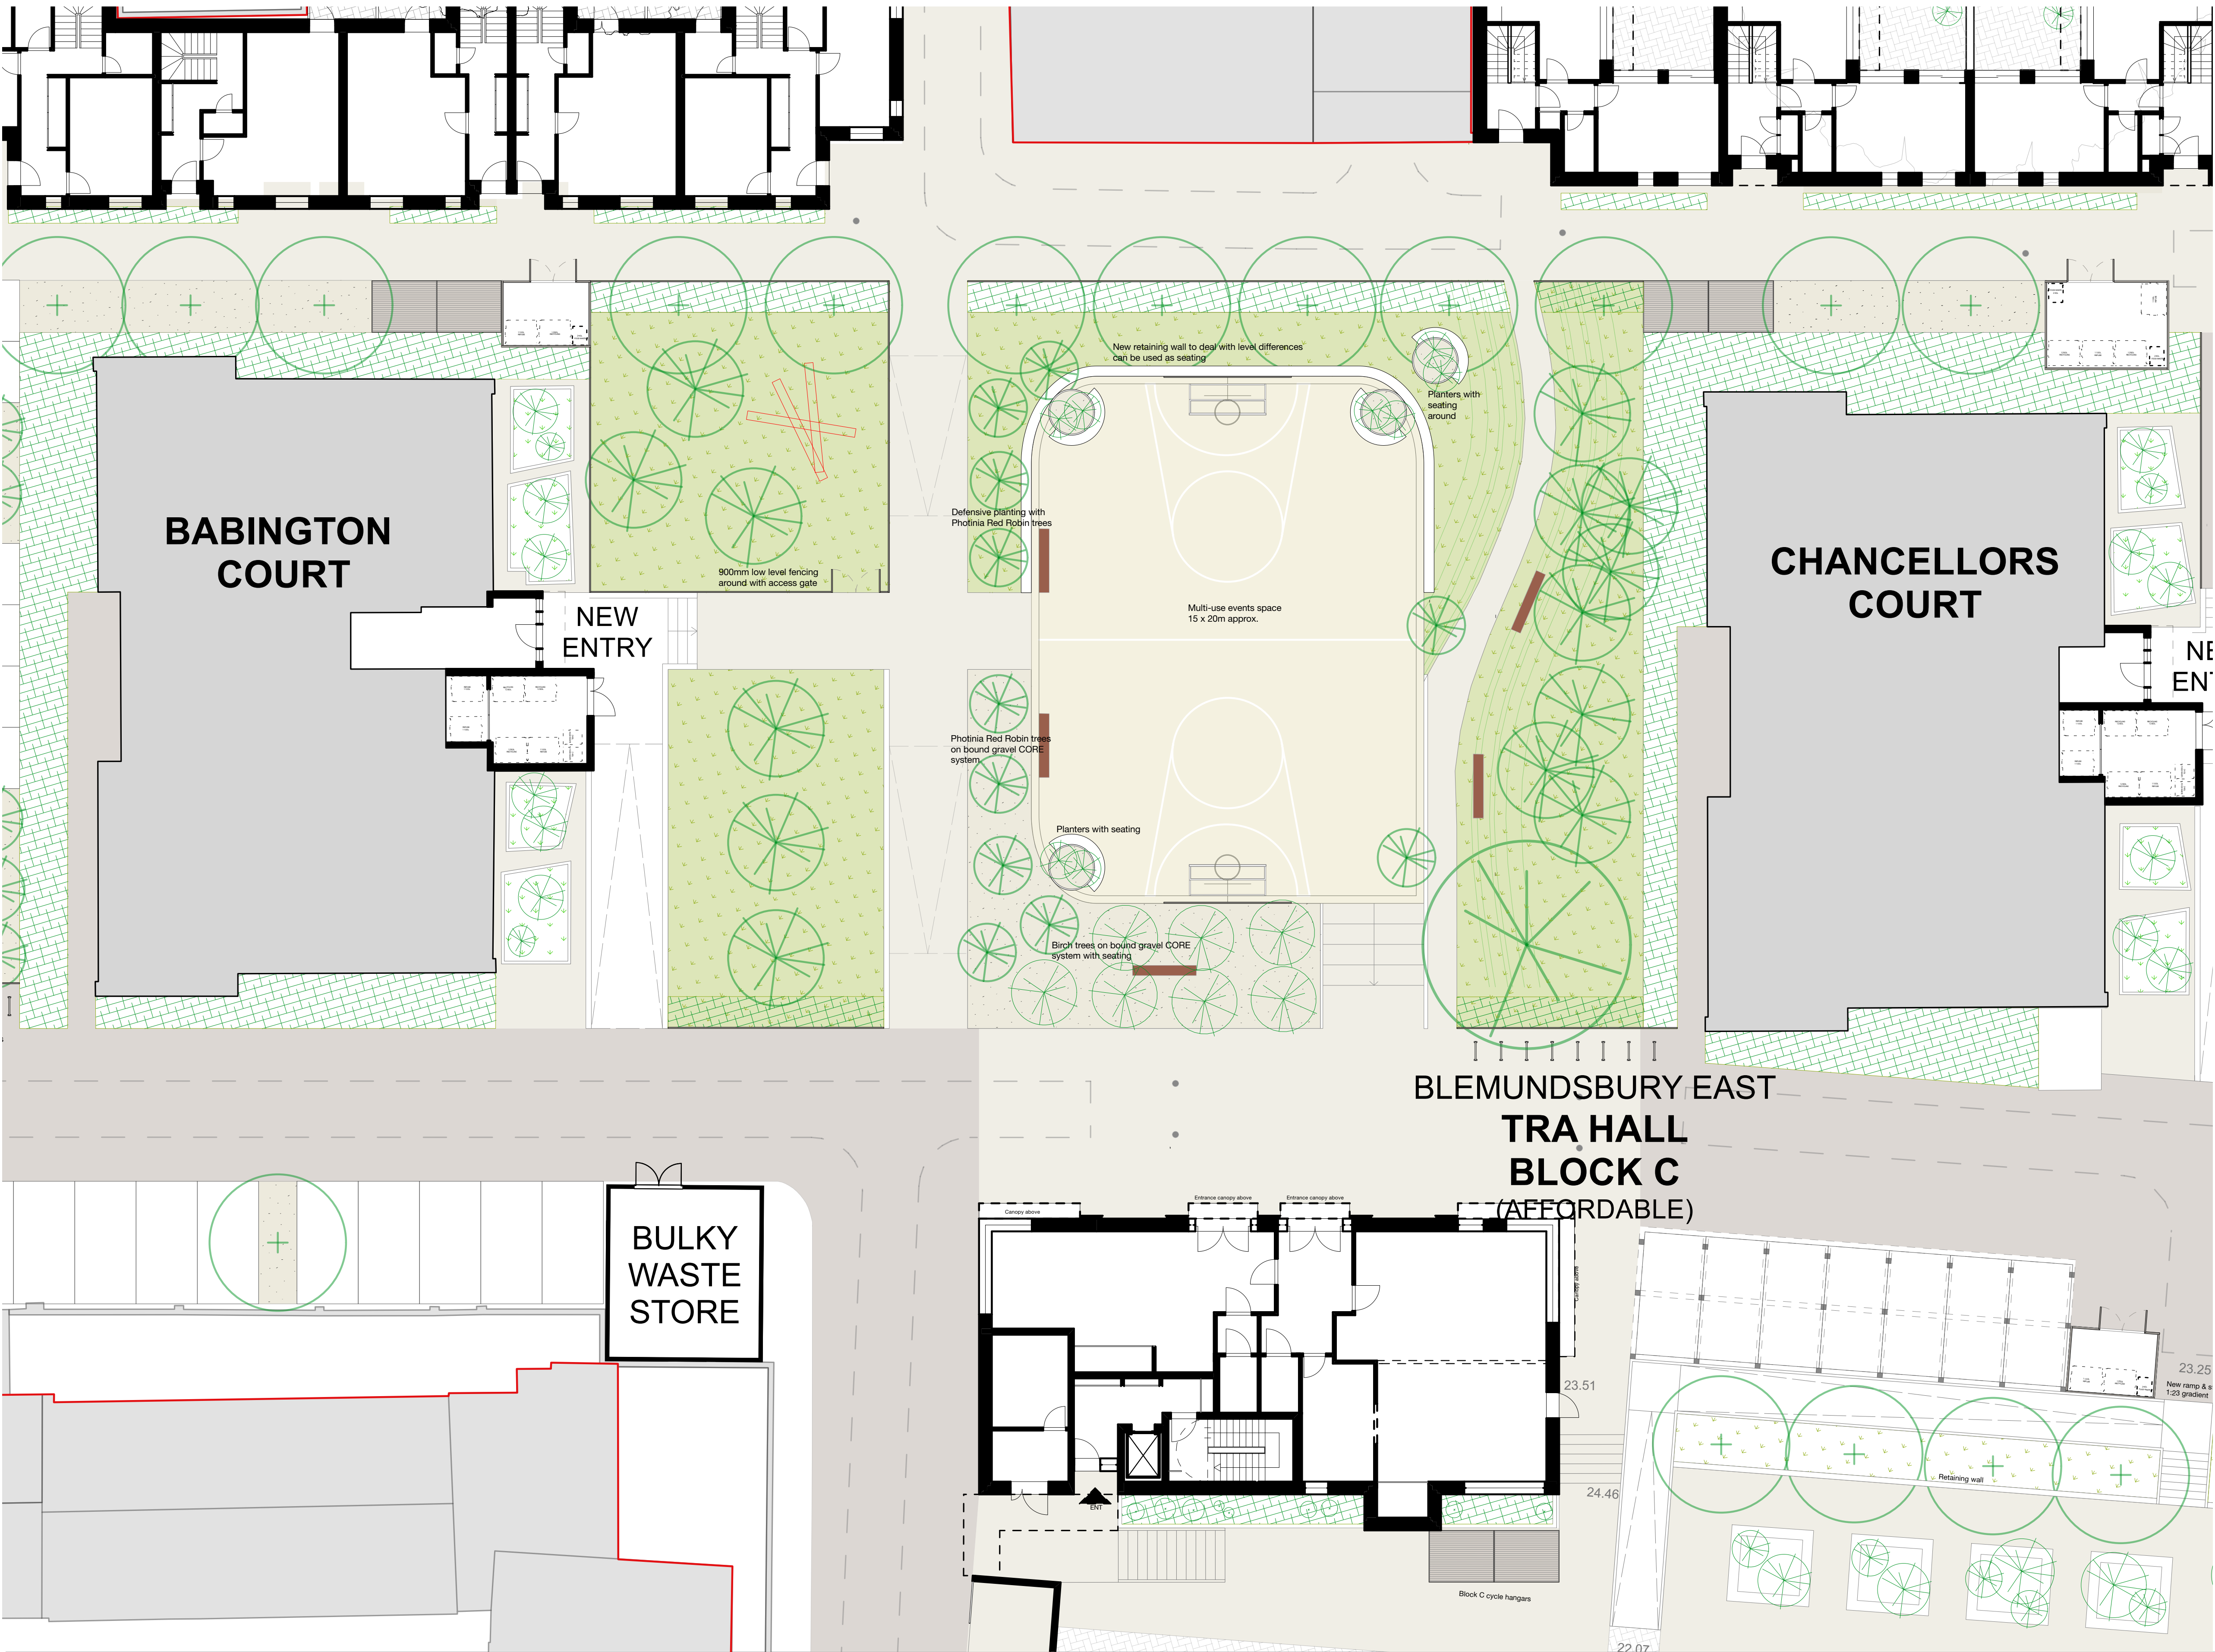 New retaining wall to deal with level differences
can be used as seating
Planters with
seating
around
Defensive planting with
Photinia Red Robin trees
BABINGTON
COURT
CHANCELLORS
COURT
900mm low level fencing
around with access gate
NEW
ENTRY
Multi-use events space
15 x 20m approx.
Photinia Red Robin trees
on bound gravel CORE
system
Planters with seating
Birch trees on bound gravel CORE
system with seating
BLEMUNDSBURY EAST
TRA HALL
BLOCK C
(AFFORDABLE)
Canopy above
Entrance canopy above
Entrance canopy above
Canopy above
BULKY
WASTE
STORE
23.51
23.25
New ramp & s
1:23 gradient
Retaining wall
24.46
ENT
Block C cycle hangars
22.07